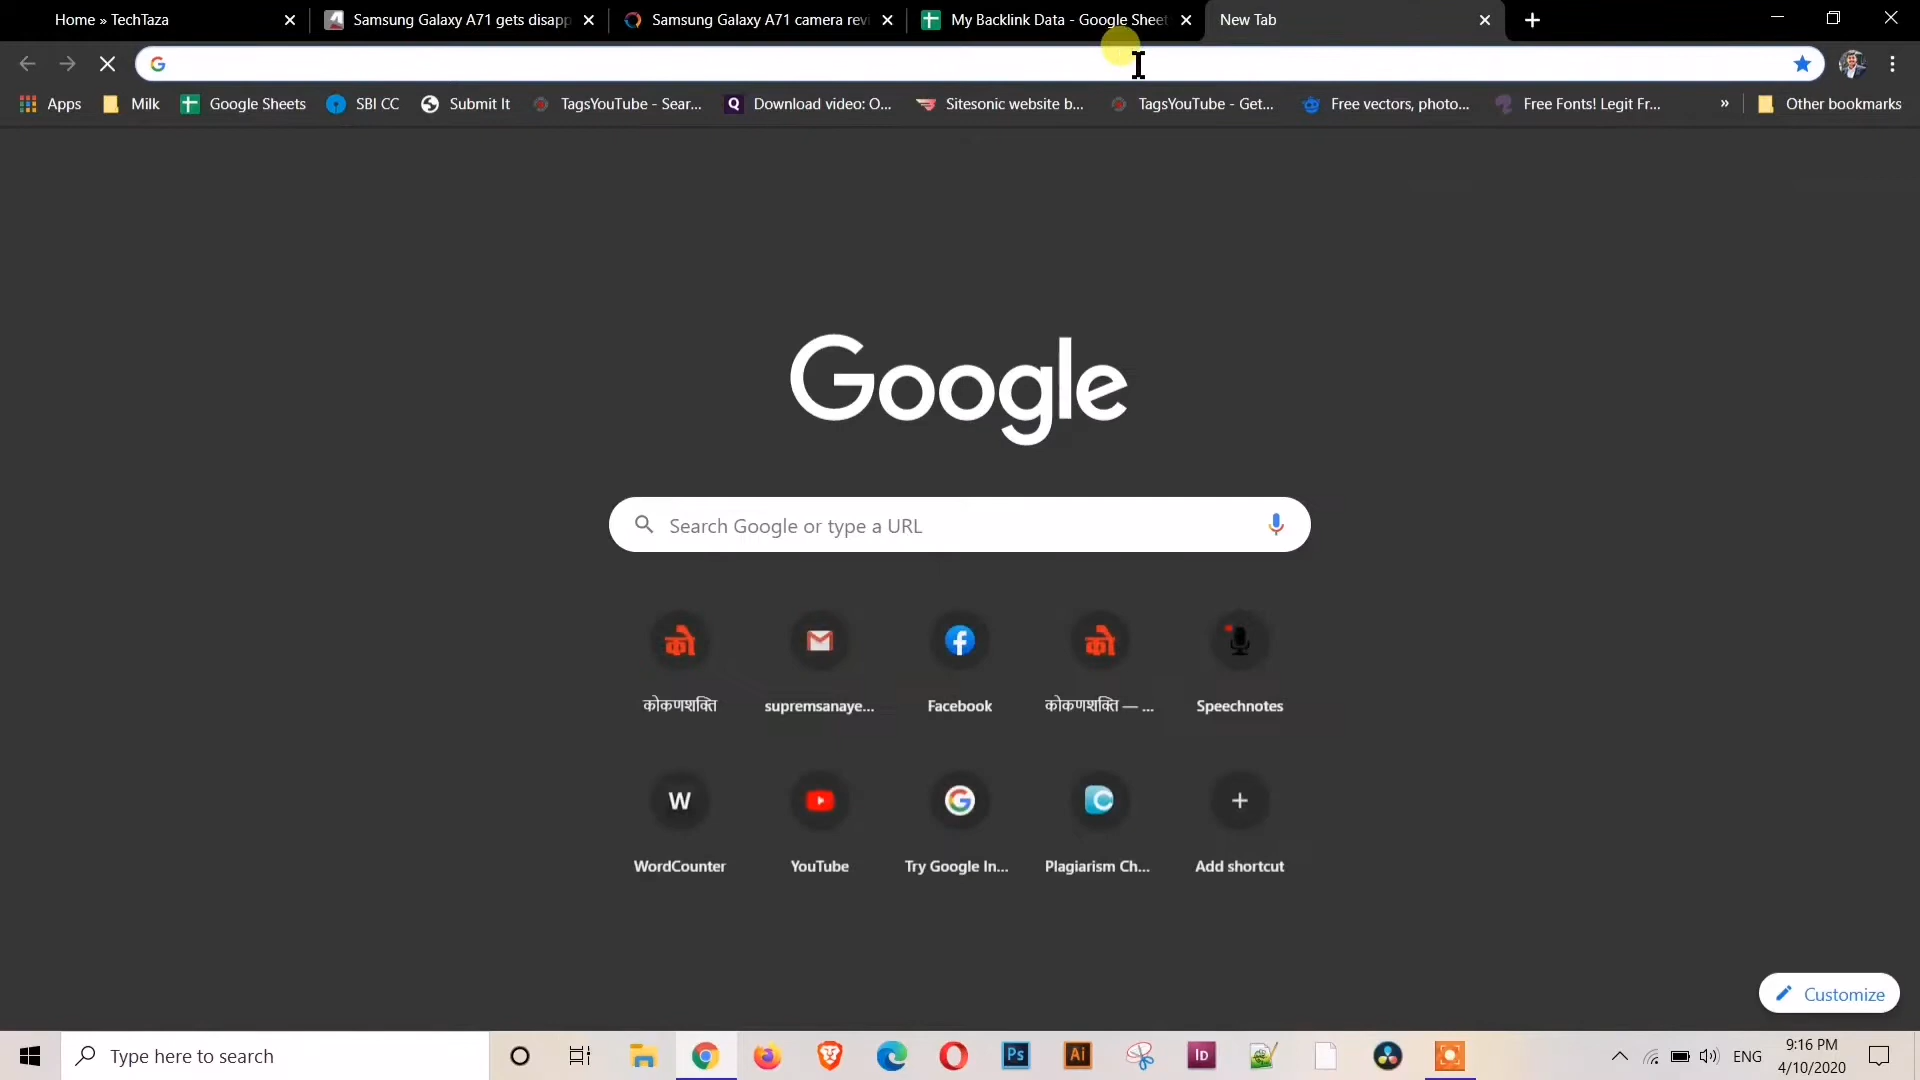 Home » TechTaza
Samsung Galaxy A71 gets disapp
Samsung Galaxy A71 camera revi
My Backlink Data - Google Sheet
New Tab
Apps
Milk
Google Sheets
SBI CC
Submit It
TagsYouTube - Sear...
Q
Download video: O...
Sitesonic website b...
TagsYouTube - Get...
Free vectors, photo...
Free Fonts! Legit Fr...
»
Other bookmarks
Google
Search Google or type a URL
को
को
कोकणशक्ति
supremsanaye...
Facebook
कोकणशक्ति — ...
Speechnotes
W
WordCounter
YouTube
Try Google In...
Plagiarism Ch...
Add shortcut
Customize
Type here to search
Ps
Ai
Id
ENG
9:16 PM
4/10/2020